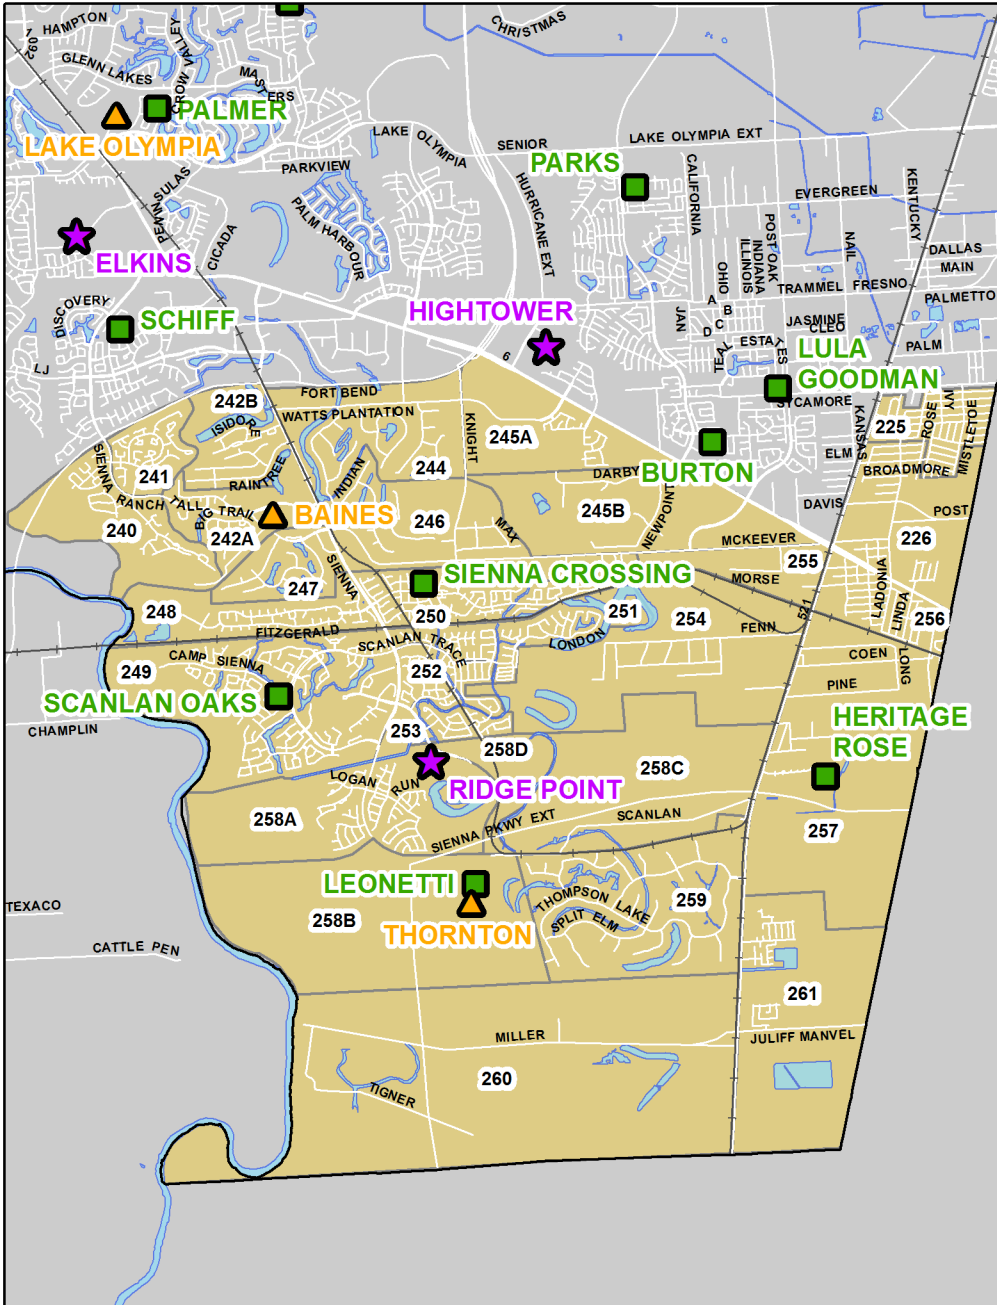 HAMPTON
CHRISTMAS
1092
GLENN LAKES
CROW VALLEY
MASTERS
PALMER
LAKE OLYMPIA
LAKE OLYMPIA
SENIOR
LAKE OLYMPIA EXT
PARKS
PARKVIEW
PENINSULAS
HURRICANE EXT
CALIFORNIA
EVERGREEN
KENTUCKY
PALM HARBOUR
CICADA
POST OAK
INDIANA
ILLINOIS
OHIO
NAIL
DALLAS
MAIN
ELKINS
TRAMMEL FRESNO
PALMETTO
DISCOVERY
SCHIFF
HIGHTOWER
JAN
A
B
C
D
JASMINE
CLEO
TEAL
ESTATES
PALM
LJ
6
LULA
GOODMAN
FORT BEND
242B
SYCAMORE
IVY
ROSE
MISTLETOE
ISIDORE
WATTS PLANTATION
KNIGHT
245A
KANSAS
225
SIENNA
241
RAINTREE
INDIAN
244
DARBY
BURTON
ELM
BROADMORE
RANCH
TALL
BIG
TRAIL
BAINES
240
242A
246
MAX
245B
NEWPOINT
DAVIS
POST
MCKEEVER
226
SIENNA
247
SIENNA CROSSING
MORSE
255
LADONIA
LINDA
248
250
251
254
521
256
FITZGERALD
SCANLAN TRACE
LONDON
FENN
249
CAMP SIENNA
252
COEN
LONG
SCANLAN OAKS
PINE
CHAMPLIN
253
258D
HERITAGE
ROSE
LOGAN RUN
RIDGE POINT
258C
258A
SIENNA PKWY EXT
SCANLAN
257
LEONETTI
258B
THORNTON
THOMPSON LAKE
SPLIT ELM
259
TEXACO
CATTLE PEN
261
MILLER
JULIFF MANVEL
260
TIGNER